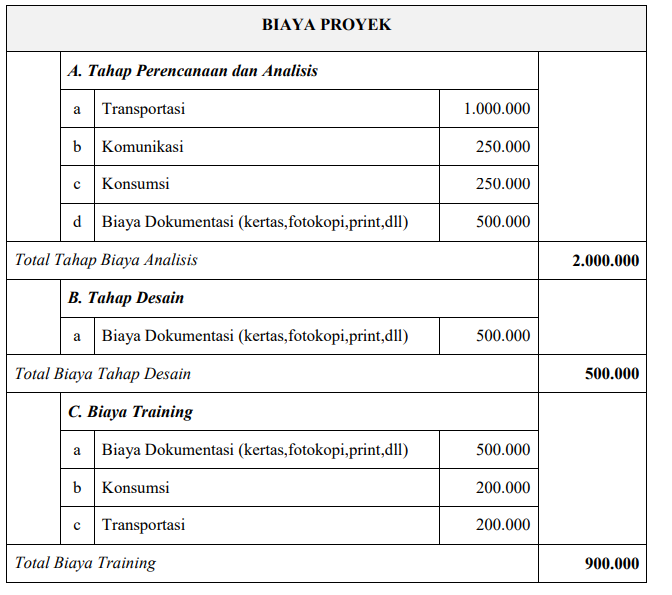 BIAYA PROYEK
A. Tahap Perencanaan dan Analisis
a Transportasi 1.000.000
b Komunikasi 250.000
c Konsumsi 250.000
d Biaya Dokumentasi (kertas,fotokopi,print,dll) 500.000
Total Tahap Biaya Analisis 2.000.000
B. Tahap Desain
a Biaya Dokumentasi (kertas,fotokopi,print,dll) 500.000
Total Biaya Tahap Desain 500.000
C. Biaya Training
a Biaya Dokumentasi (kertas,fotokopi,print,dll) 500.000
b Konsumsi 200.000
c Transportasi 200.000
Total Biaya Training 900.000